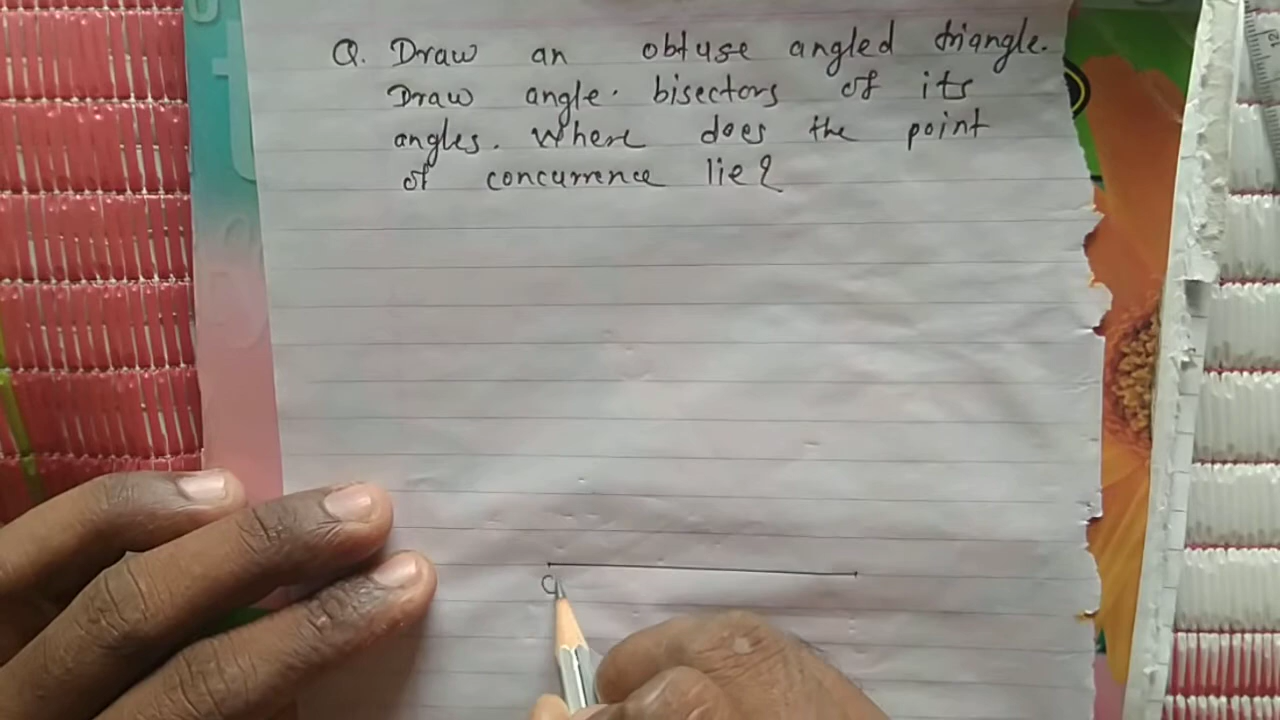 Q. Draw an obtuse angled triangle.
Draw angle bisectors of its
angles. Where does the point
of concurrence lie?